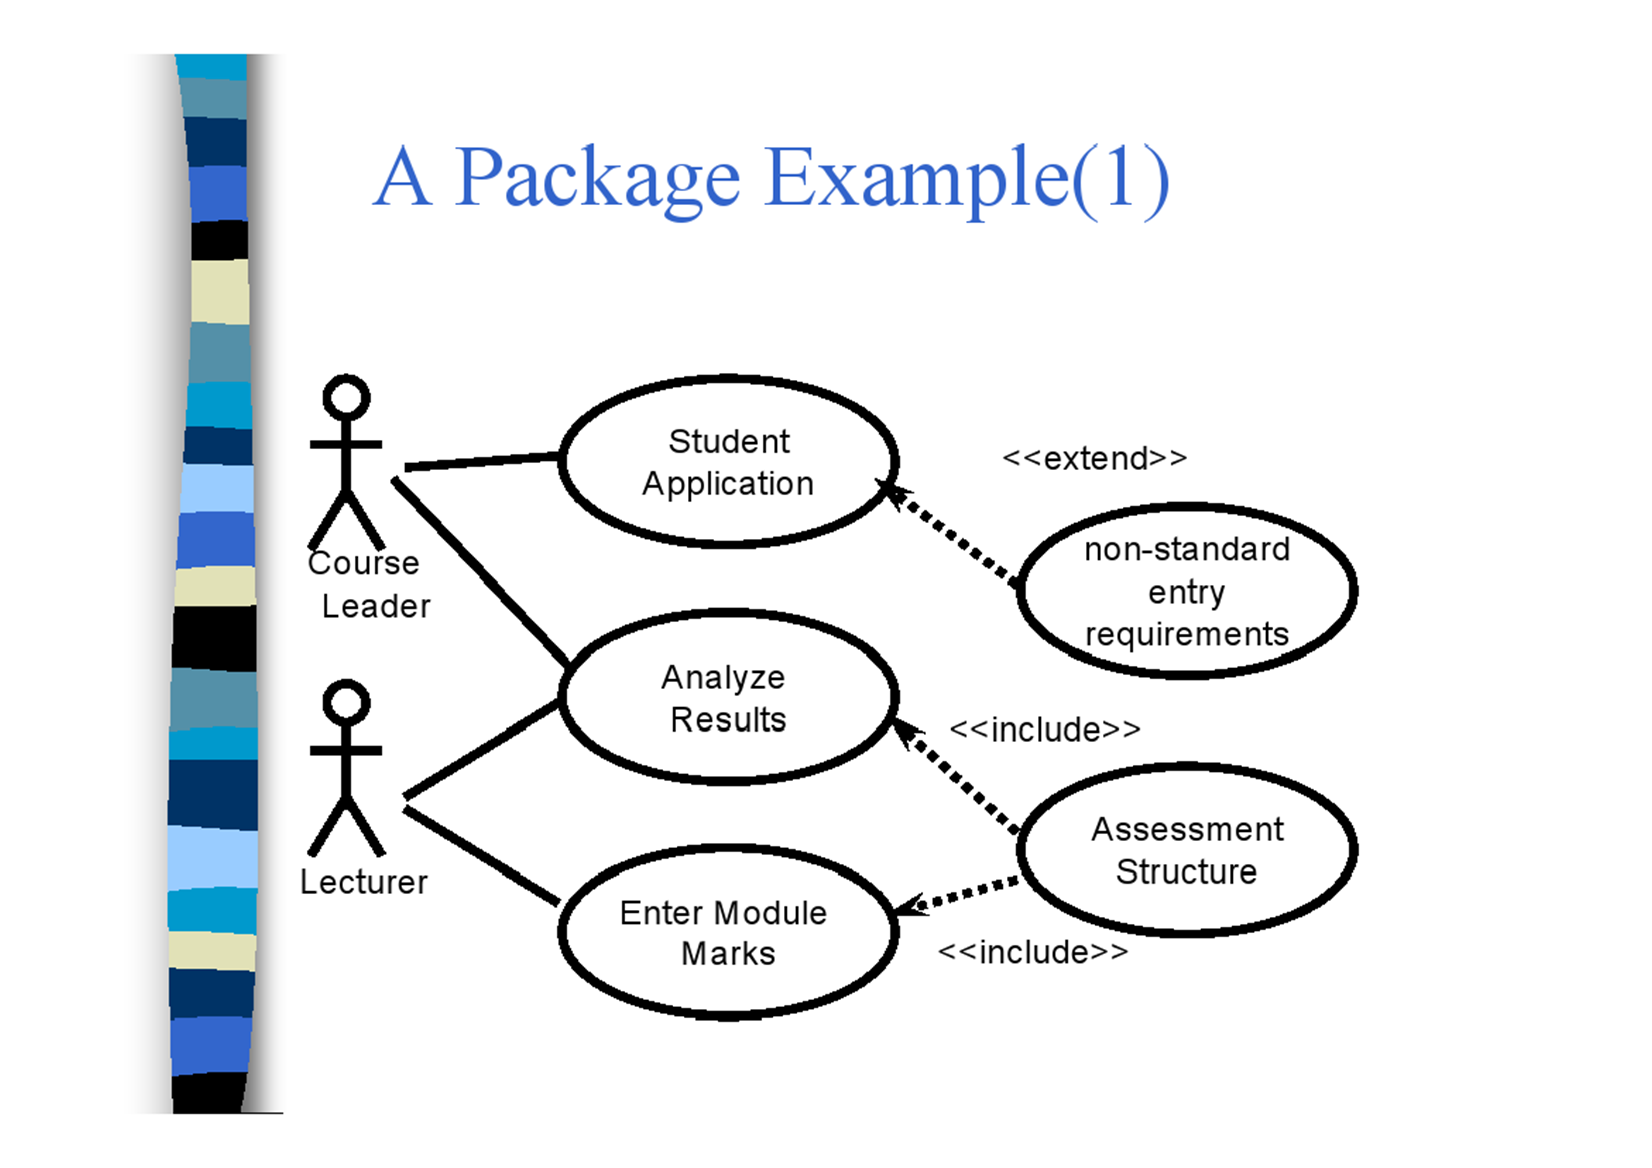 A Package Example(1)
Student
Application
<<extend>>
non-standard
entry
requirements
Course
Leader
Analyze
Results
<<include>>
Assessment
Structure
Lecturer
Enter Module
Marks
<<include>>